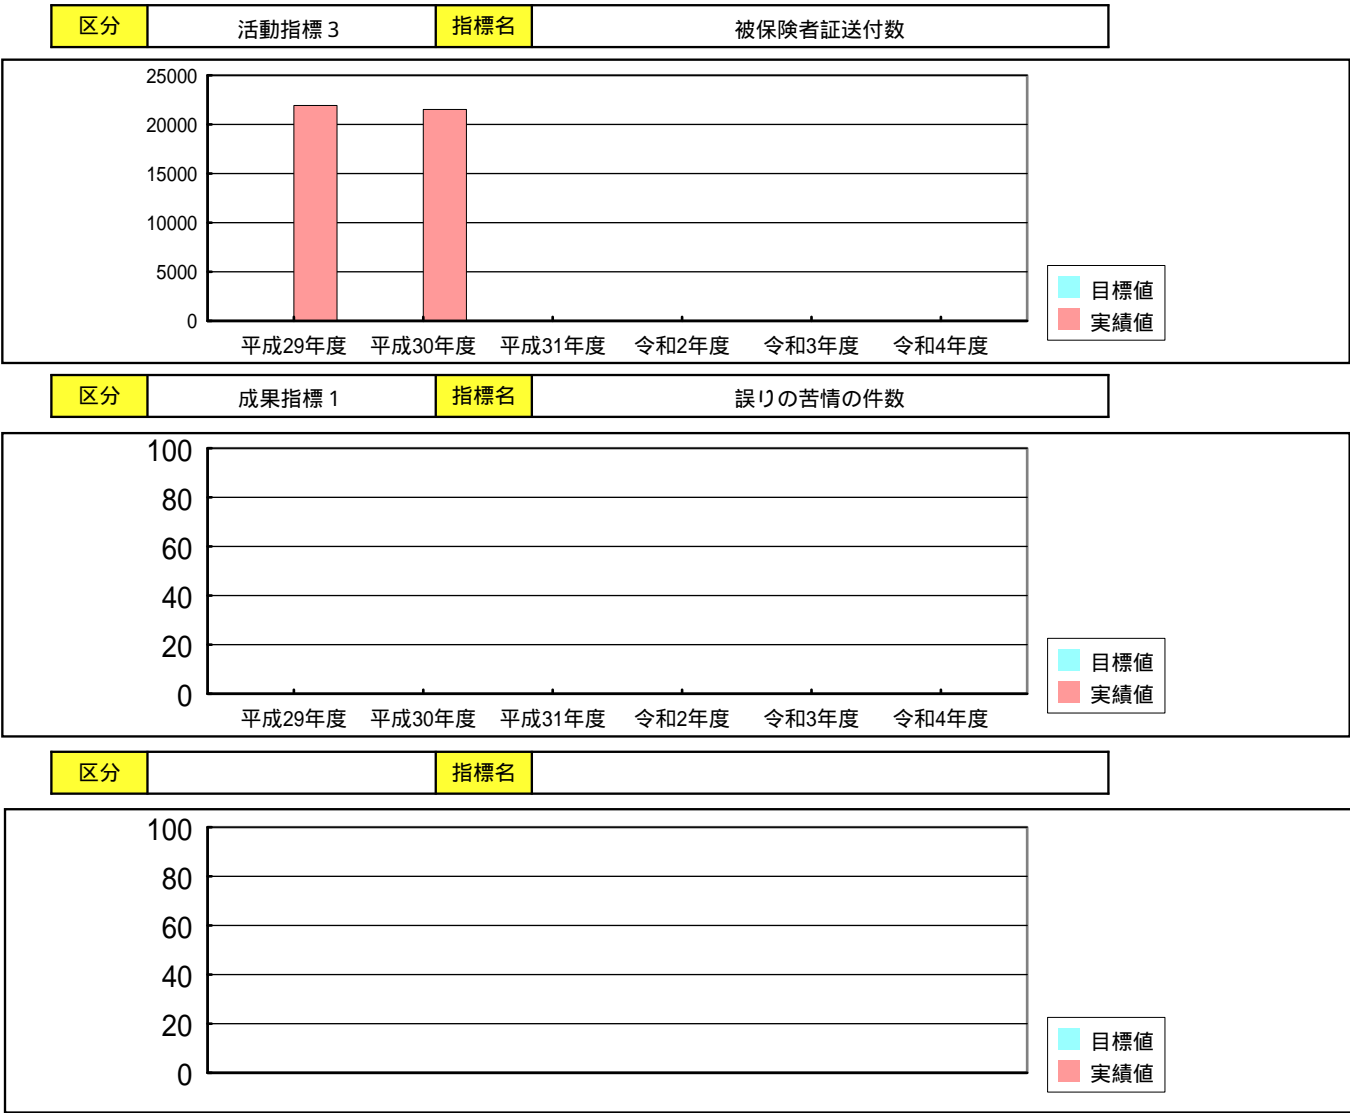 区分 活動指標3 指標名 被保険者証送付数
25000
20000
15000
10000
5000
0
平成29年度 平成30年度 平成31年度 令和2年度 令和3年度 令和4年度
目標値
実績値
区分 成果指標1 指標名 誤りの苦情の件数
100
80
60
40
20
0
平成29年度 平成30年度 平成31年度 令和2年度 令和3年度 令和4年度
目標値
実績値
区分 指標名
100
80
60
40
20
0
目標値
実績値